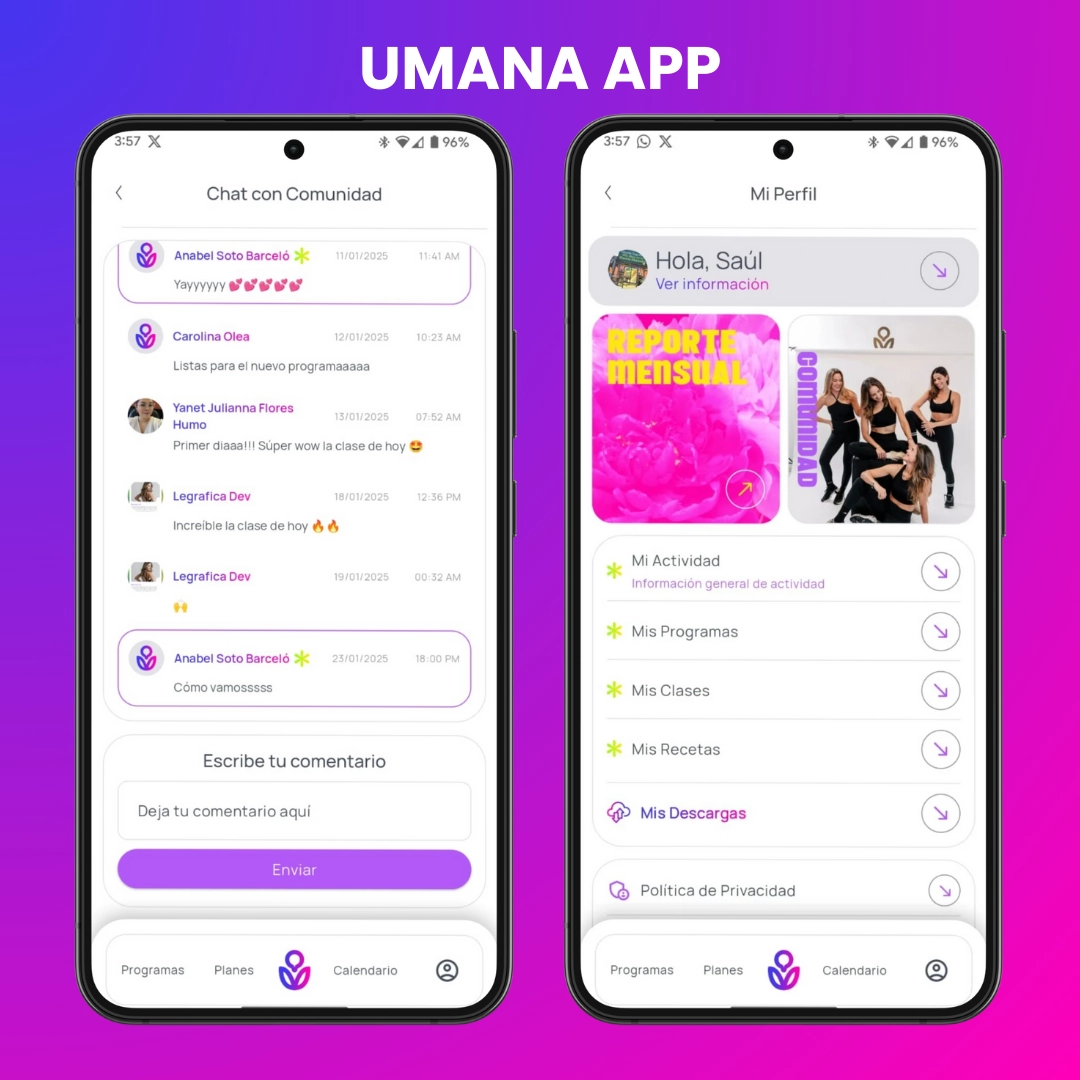 UMANA APP
3:57
96%
Chat con Comunidad
Anabel Soto Barceló 11/01/2025 11:41 AM
Yayyyyyy 💕💕💕💕💕
Carolina Olea 12/01/2025 10:23 AM
Listas para el nuevo programaaaaa
Yanet Julianna Flores
Humo 13/01/2025 07:52 AM
Primer diaaa!!! Súper wow la clase de hoy 🤩
Legrafica Dev 18/01/2025 12:36 PM
Increíble la clase de hoy 🔥🔥
Legrafica Dev 19/01/2025 00:32 AM
🙌
Anabel Soto Barceló 23/01/2025 18:00 PM
Cómo vamosssss
Escribe tu comentario
Deja tu comentario aquí
Enviar
Programas Planes Calendario
3:57
96%
Mi Perfil
Hola, Saúl
Ver información
REPORTE
MENSUAL
COMUNIDAD
Mi Actividad
Información general de actividad
Mis Programas
Mis Clases
Mis Recetas
Mis Descargas
Política de Privacidad
Programas Planes Calendario